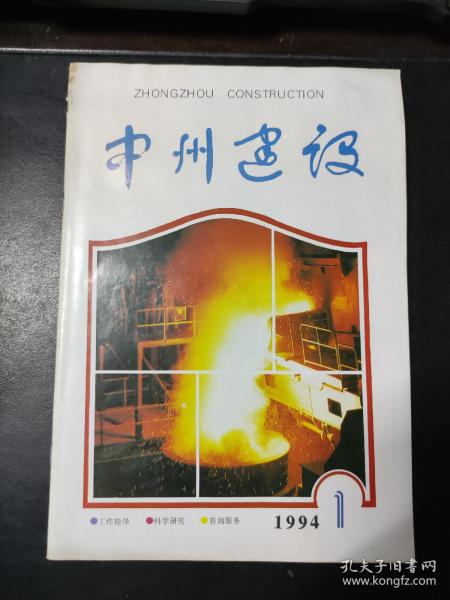 ZHONGZHOU CONSTRUCTION
中州建设
●工作指导 ●科学研究 ●咨询服务 1994 1
孔夫子旧书网
www.kongfz.com